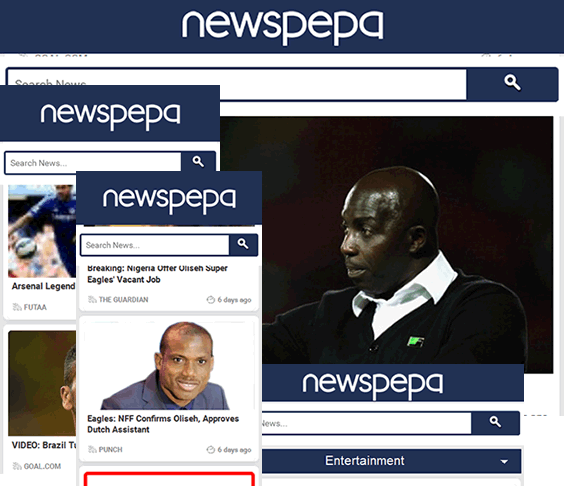 newspepa
GOAL.COM
Search News
newspepa
Search News...
Arsenal Legend
FUTAA
VIDEO: Brazil Tu
GOAL.COM
newspepa
Search News...
Breaking: Nigeria Offer Oliseh Super
Eagles' Vacant Job
THE GUARDIAN 6 days ago
Eagles: NFF Confirms Oliseh, Approves
Dutch Assistant
PUNCH 6 days ago
newspepa
News...
Entertainment